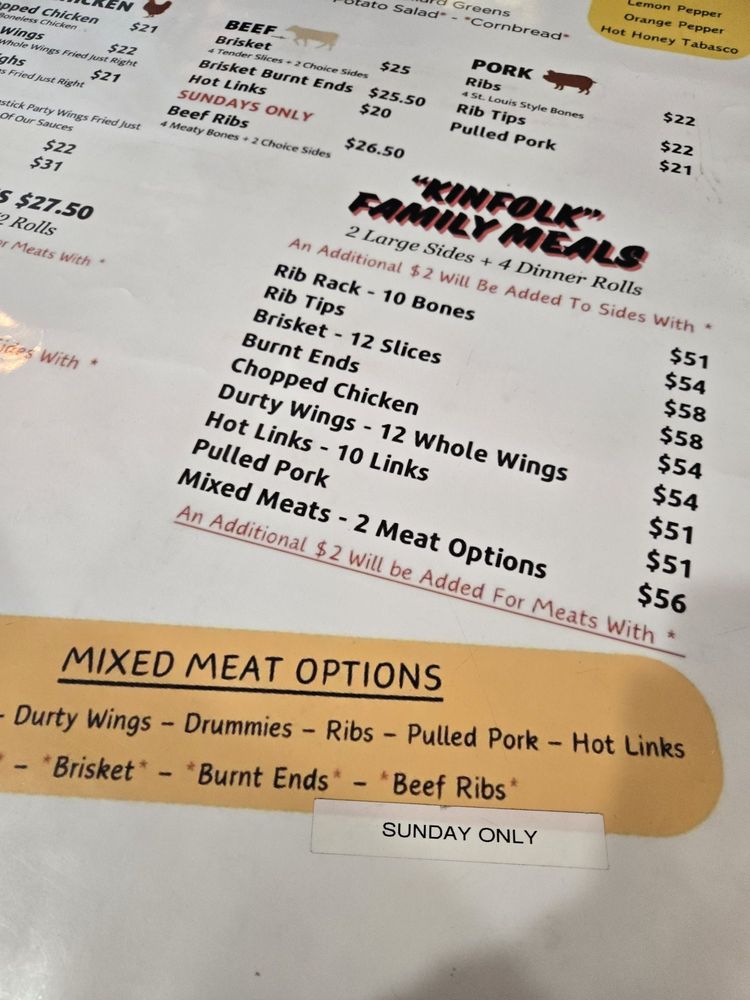 CKEN
pped Chicken $21
Boneless Chicken
Wings $22
Whole Wings Fried Just Right
ghs $21
s Fried Just Right
stick Party Wings Fried Just
Of Our Sauces
$22
$31
S $27.50
2 Rolls
or Meats With *
ides With *
ard Greens
Potato Salad* - *Cornbread*
Lemon Pepper
Orange Pepper
Hot Honey Tabasco
BEEF
Brisket $25
4 Tender Slices + 2 Choice Sides
Brisket Burnt Ends $25.50
Hot Links $20
SUNDAYS ONLY
Beef Ribs $26.50
4 Meaty Bones + 2 Choice Sides
PORK
Ribs $22
4 St. Louis Style Bones
Rib Tips $22
Pulled Pork $21
"KINFOLK"
FAMILY MEALS
2 Large Sides + 4 Dinner Rolls
An Additional $2 Will Be Added To Sides With *
Rib Rack - 10 Bones $51
Rib Tips $54
Brisket - 12 Slices $58
Burnt Ends $58
Chopped Chicken $54
Durty Wings - 12 Whole Wings $54
Hot Links - 10 Links $51
Pulled Pork $51
Mixed Meats - 2 Meat Options $56
An Additional $2 Will be Added For Meats With *
MIXED MEAT OPTIONS
- Durty Wings – Drummies – Ribs – Pulled Pork – Hot Links
* – *Brisket* – *Burnt Ends* – *Beef Ribs*
SUNDAY ONLY